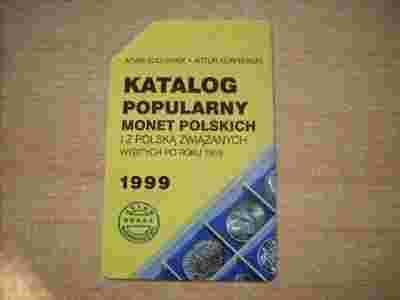 KATALOG
POPULARNY
MONET POLSKICH
I Z POLSKĄ ZWIĄZANYCH
WYBITYCH PO ROKU
1999